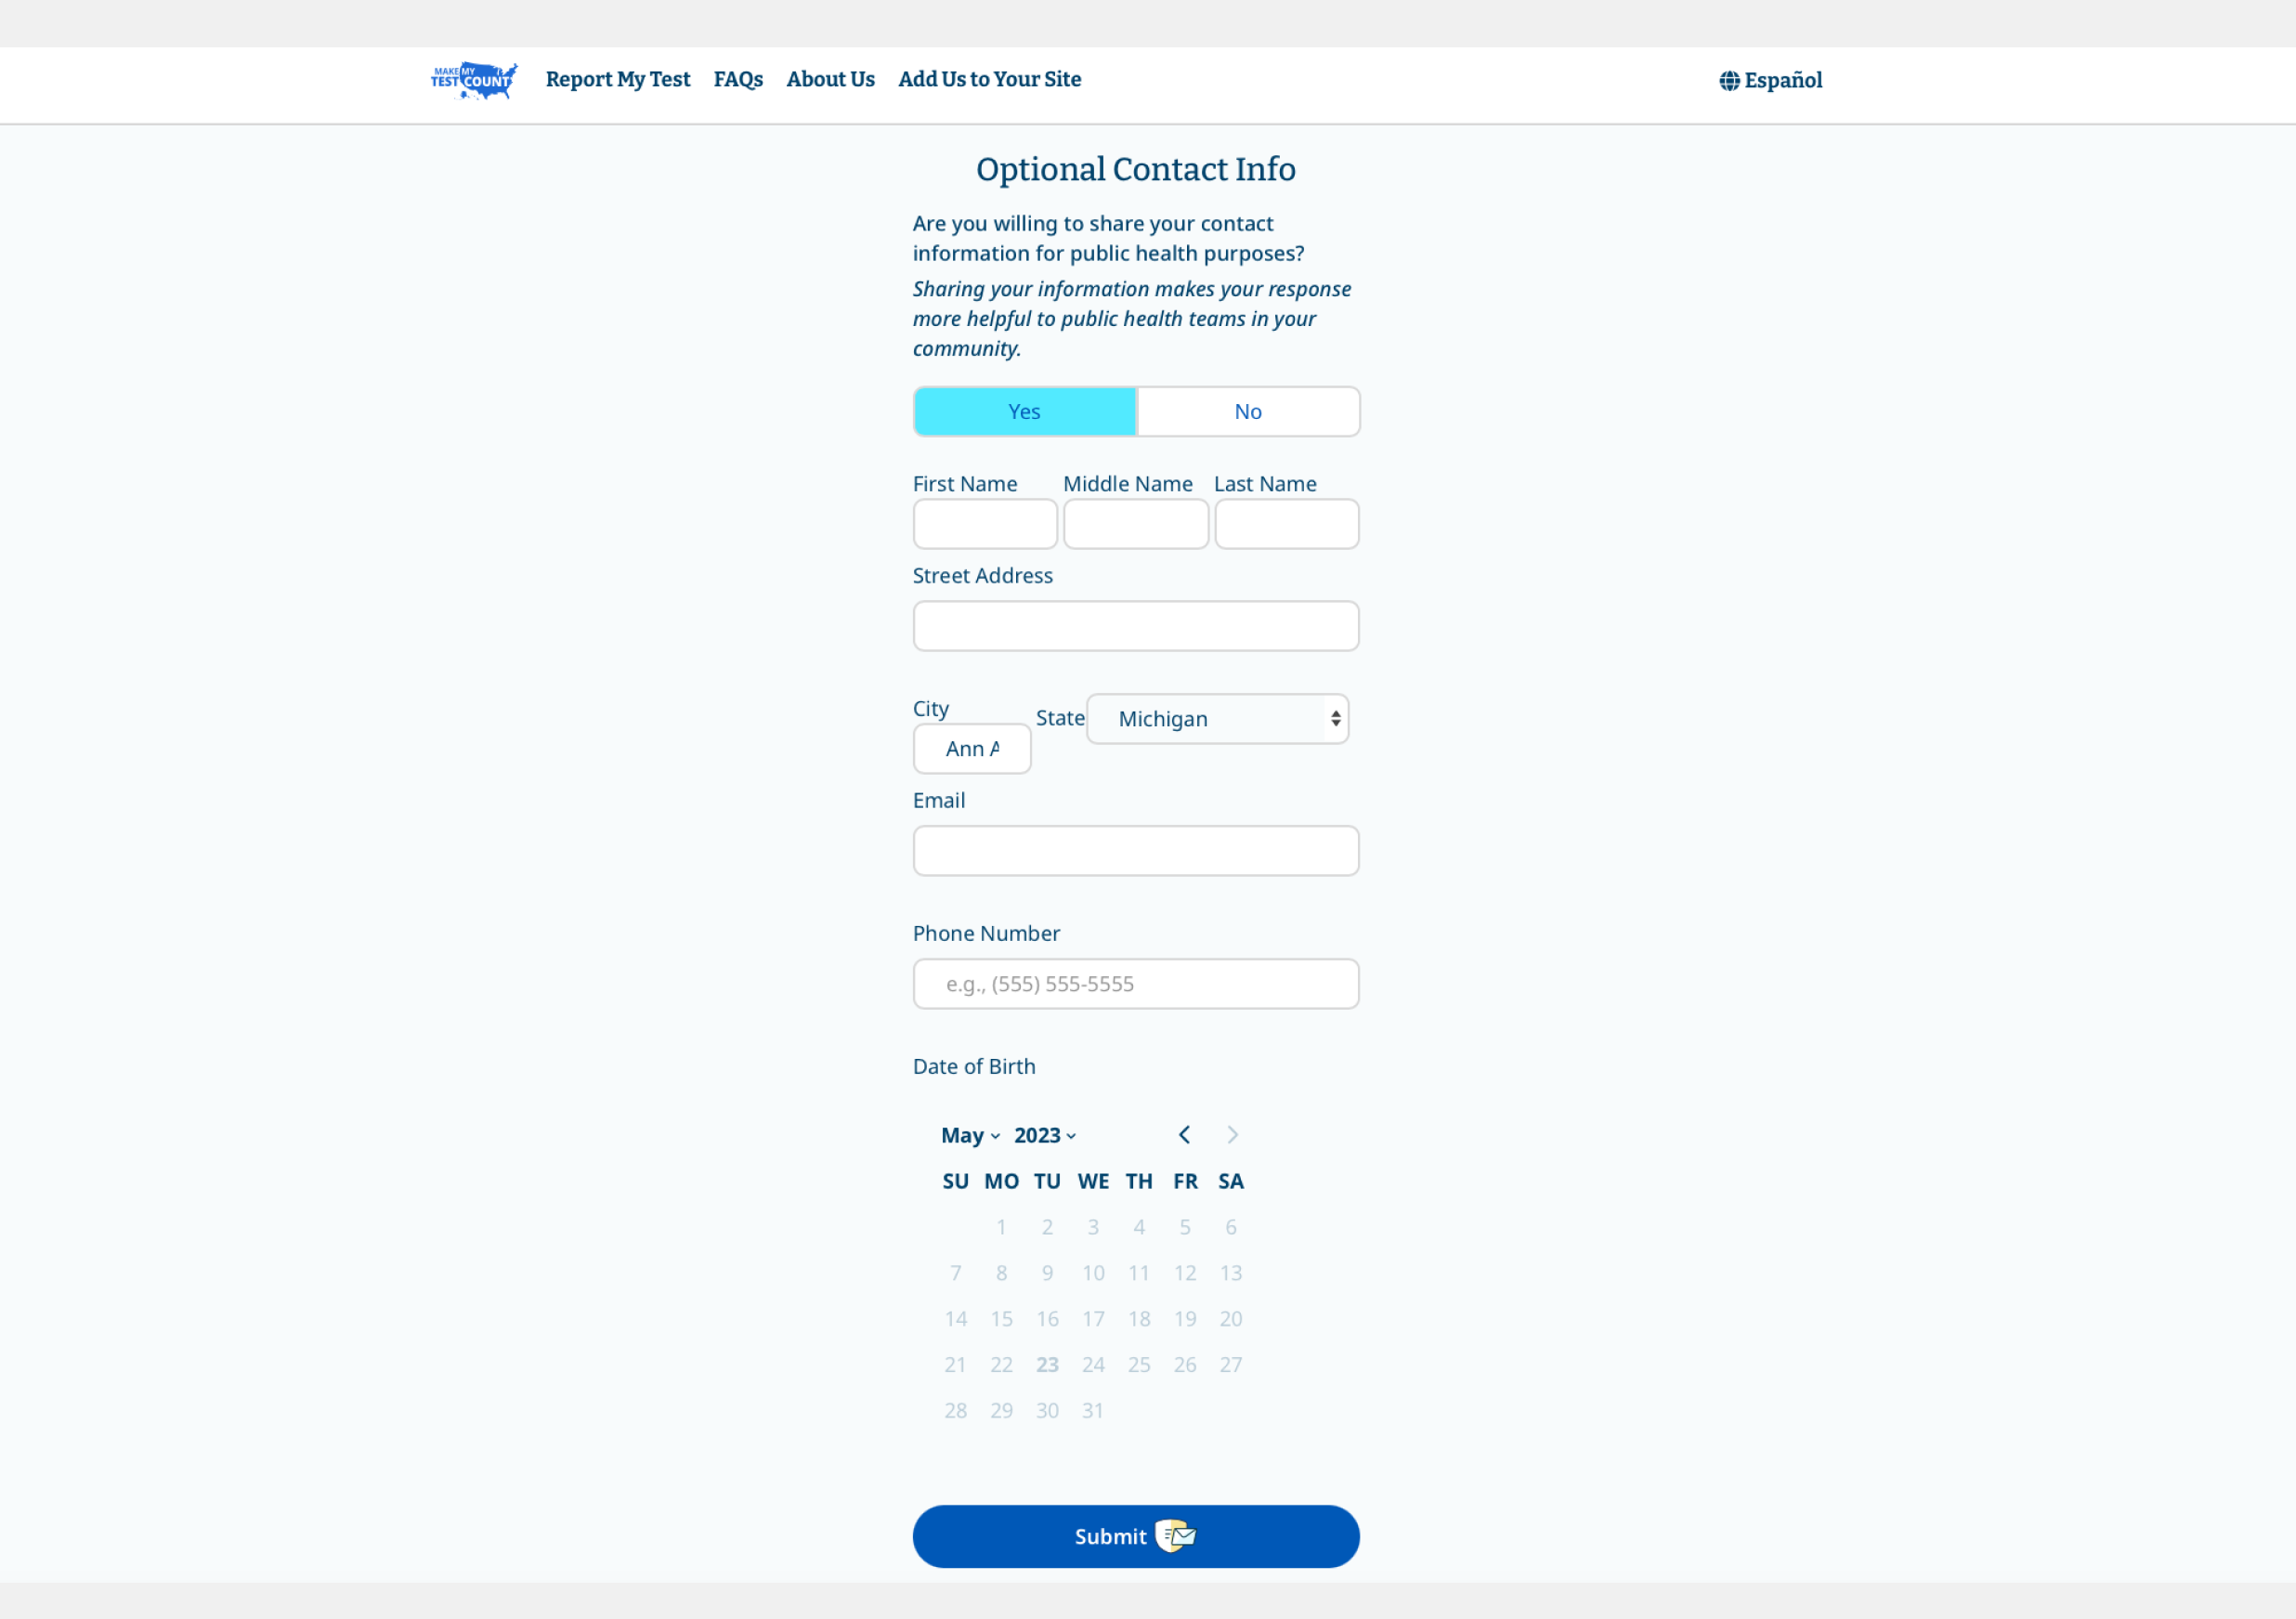 MAKE MY
TEST COUNT
Report My Test FAQs About Us Add Us to Your Site Español
Optional Contact Info
Are you willing to share your contact
information for public health purposes?
Sharing your information makes your response
more helpful to public health teams in your
community.
Yes No
First Name Middle Name Last Name
Street Address
City State Michigan
Ann A
Email
Phone Number
e.g., (555) 555-5555
Date of Birth
May 2023
SU MO TU WE TH FR SA
1 2 3 4 5 6
7 8 9 10 11 12 13
14 15 16 17 18 19 20
21 22 23 24 25 26 27
28 29 30 31
Submit